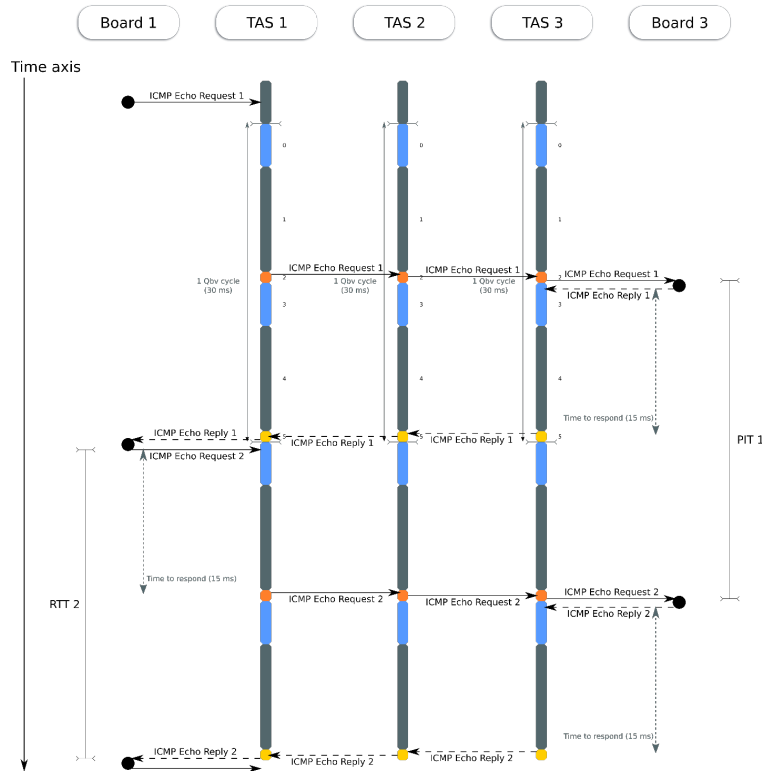 Board 1
TAS 1
TAS 2
TAS 3
Board 3
Time axis
ICMP Echo Request 1
0
0
0
1
1
1
ICMP Echo Request 1
ICMP Echo Request 1
ICMP Echo Request 1
2
2
2
1 Qbv cycle
(30 ms)
1 Qbv cycle
(30 ms)
1 Qbv cycle
(30 ms)
ICMP Echo Reply 1
3
3
3
4
4
4
Time to respond (15 ms)
ICMP Echo Reply 1
5
ICMP Echo Reply 1
5
ICMP Echo Reply 1
5
PIT 1
ICMP Echo Request 2
Time to respond (15 ms)
RTT 2
ICMP Echo Request 2
ICMP Echo Request 2
ICMP Echo Request 2
ICMP Echo Reply 2
Time to respond (15 ms)
ICMP Echo Reply 2
ICMP Echo Reply 2
ICMP Echo Reply 2